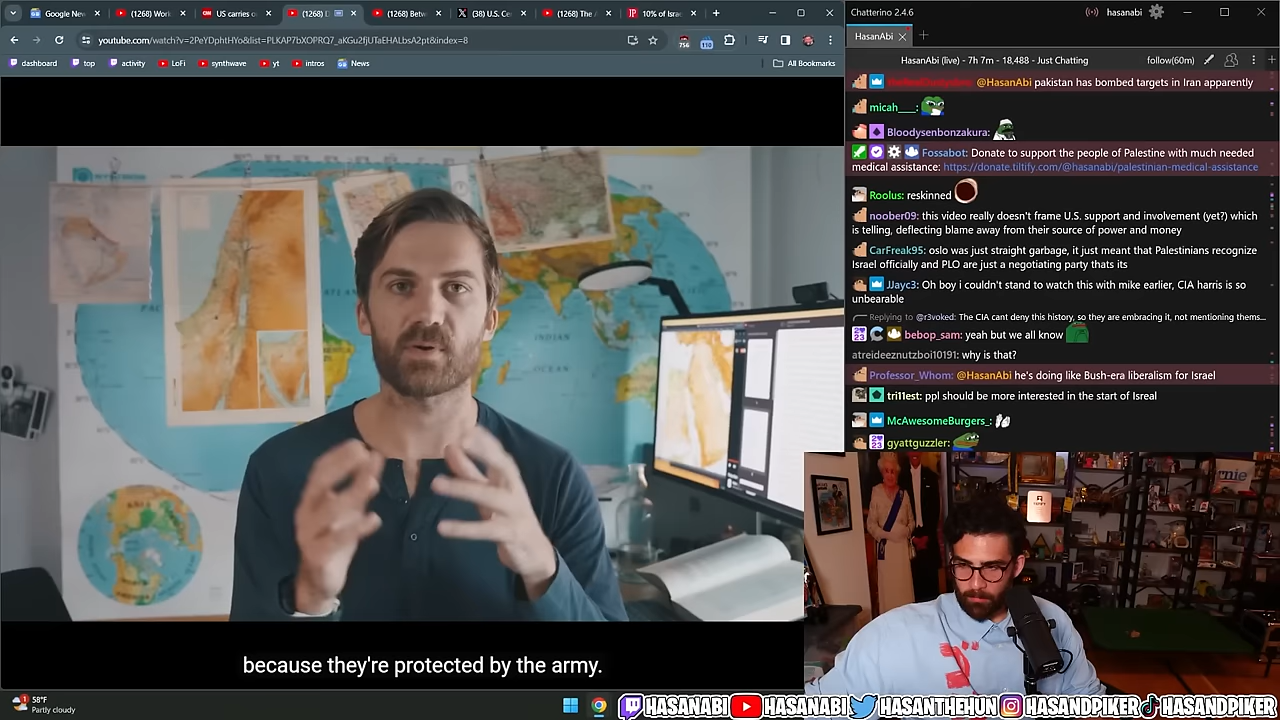 Google New
(1268) Worl
US carries o
(1268) D
(1268) Betw
(38) U.S. Ce
(1268) The A
10% of Israe
youtube.com/watch?v=2PeYDphtHYo&list=PLKAP7bXOPRQ7_aKGu2fjUTaEHALbsA2pt&index=8
756
110
dashboard
top
activity
LoFi
synthwave
yt
intros
News
All Bookmarks
INDIAN
because they're protected by the army.
58°F
Partly cloudy
Chatterino 2.4.6
hasanabi
HasanAbi
HasanAbi (live) - 7h 7m - 18,488 - Just Chatting
follow(60m)
@HasanAbi pakistan has bombed targets in Iran apparently
micah___:
Bloodysenbonzakura:
Fossabot: Donate to support the people of Palestine with much needed
medical assistance: https://donate.tiltify.com/@hasanabi/palestinian-medical-assistance
Roolus: reskinned
noober09: this video really doesn't frame U.S. support and involvement (yet?) which
is telling, deflecting blame away from their source of power and money
CarFreak95: oslo was just straight garbage, it just meant that Palestinians recognize
Israel officially and PLO are just a negotiating party thats its
JJayc3: Oh boy i couldn't stand to watch this with mike earlier, CIA harris is so
unbearable
Replying to @r3voked: The CIA cant deny this history, so they are embracing it, not mentioning thems...
bebop_sam: yeah but we all know
atreideeznutzboi10191: why is that?
Professor_Whom: @HasanAbi he's doing like Bush-era liberalism for Israel
tri11est: ppl should be more interested in the start of Isreal
McAwesomeBurgers_:
gyattguzzler:
HASANABI
HASANABI
HASANTHEHUN
HASANDPIKER
HASANDPIKER